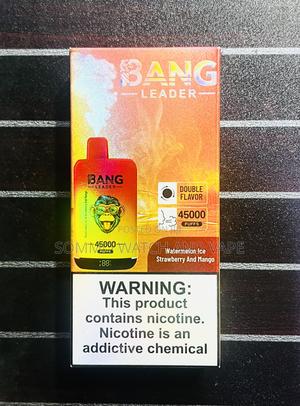 BANG
LEADER
BANG
LEADER
45000
PUFFS
DOUBLE
FLAVOR
45000
PUFFS
Watermelon Ice
Strawberry And Mango
WARNING:
This product
contains nicotine.
Nicotine is an
addictive chemical